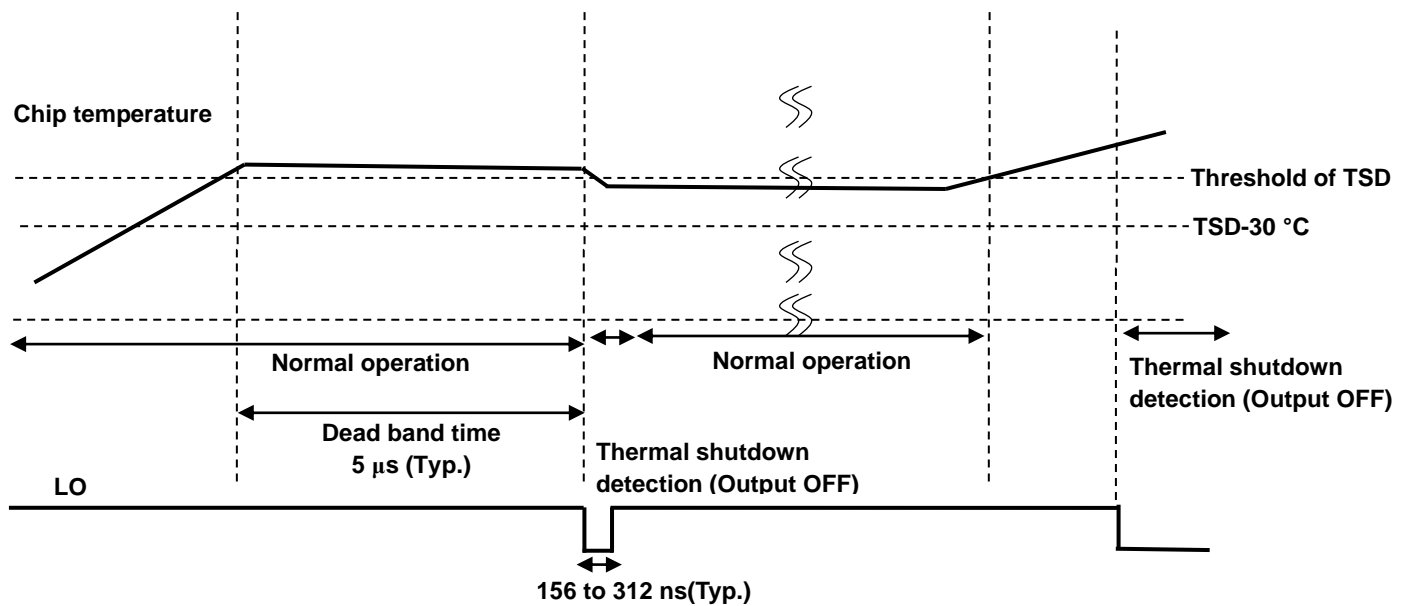 Chip temperature
Threshold of TSD
TSD-30 °C
Normal operation
Normal operation
Thermal shutdown
detection (Output OFF)
Dead band time
5 μs (Typ.)
Thermal shutdown
detection (Output OFF)
LO
156 to 312 ns(Typ.)